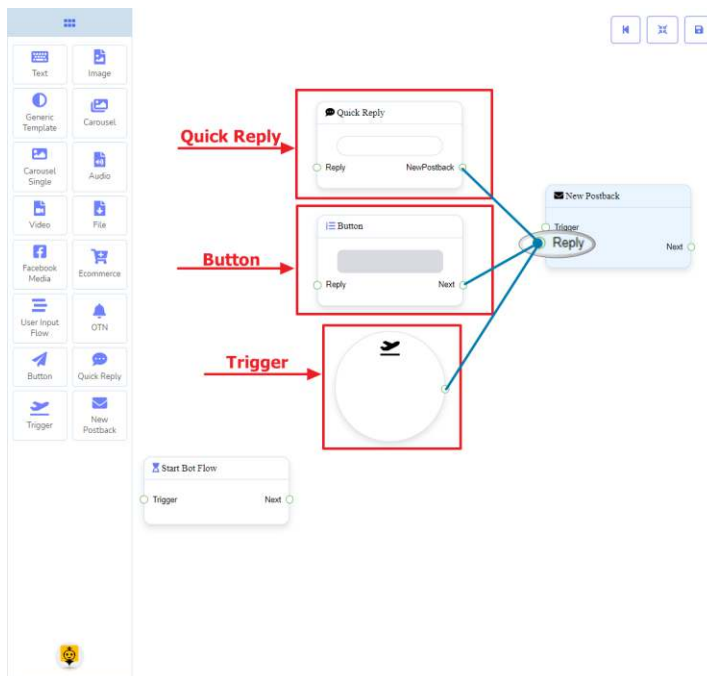 Text
Image
Generic
Template
Carousel
Carousel
Single
Audio
Video
File
Facebook
Media
Ecommerce
User Input
Flow
OTN
Button
Quick Reply
Trigger
New
Postback
Quick Reply
Quick Reply
Reply
NewPostback
Button
Button
Reply
Next
Trigger
New Postback
Trigger
Reply
Next
Start Bot Flow
Trigger
Next